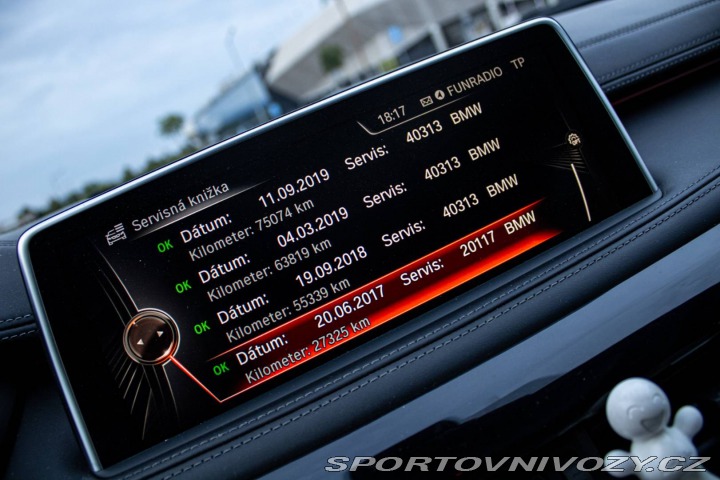 18:17 FUNRADIO TP
Servisná knižka
OK Dátum: 11.09.2019 Servis: 40313 BMW
Kilometer: 75074 km
OK Dátum: 04.03.2019 Servis: 40313 BMW
Kilometer: 63819 km
OK Dátum: 19.09.2018 Servis: 40313 BMW
Kilometer: 55339 km
OK Dátum: 20.06.2017 Servis: 20117 BMW
Kilometer: 27325 km
SPORTOVNIVOZY.CZ